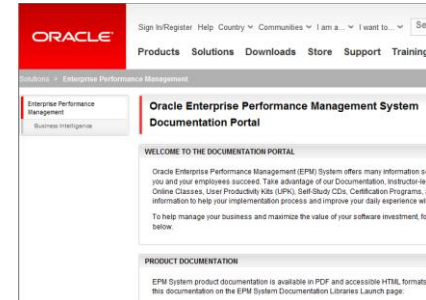 ORACLE
Sign In/Register Help Country Communities I am a... I want to... Se
Products Solutions Downloads Store Support Training
Solutions > Enterprise Performance Management
Enterprise Performance
Management
Business Intelligence
Oracle Enterprise Performance Management System
Documentation Portal
WELCOME TO THE DOCUMENTATION PORTAL
Oracle Enterprise Performance Management (EPM) System offers many information
you and your employees succeed. Take advantage of our Documentation, Instructor-le
Online Classes, User Productivity Kits (UPK), Self-Study CDs, Certification Programs,
information to help your implementation process and improve your daily experience wi
To help manage your business and maximize the value of your software investment, fo
below.
PRODUCT DOCUMENTATION
EPM System product documentation is available in PDF and accessible HTML formats
this documentation on the EPM System Documentation Libraries Launch page: